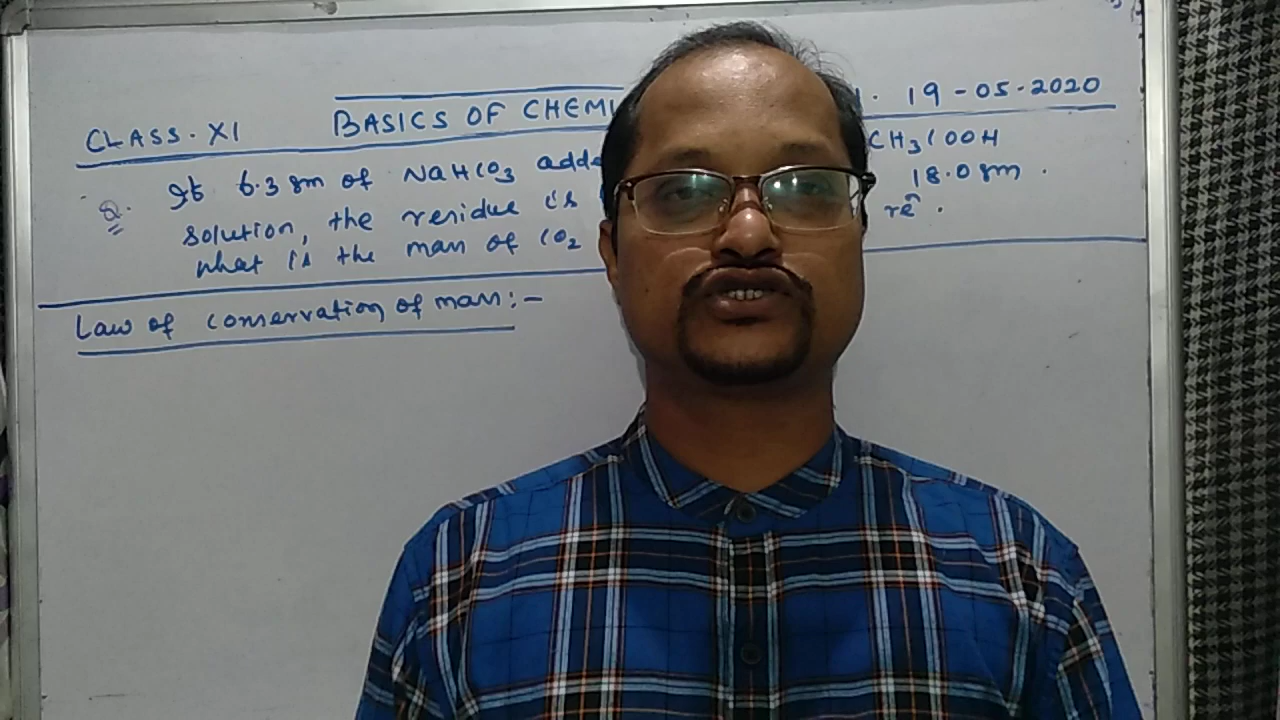 CLASS-XI BASICS OF CHEMI . 19-05-2020
Q. If 6.3 gm of NaHCO3 adde CH3COOH
solution, the residue is 18.0 gm.
what is the mass of CO2 rē.
Law of conservation of mass:-